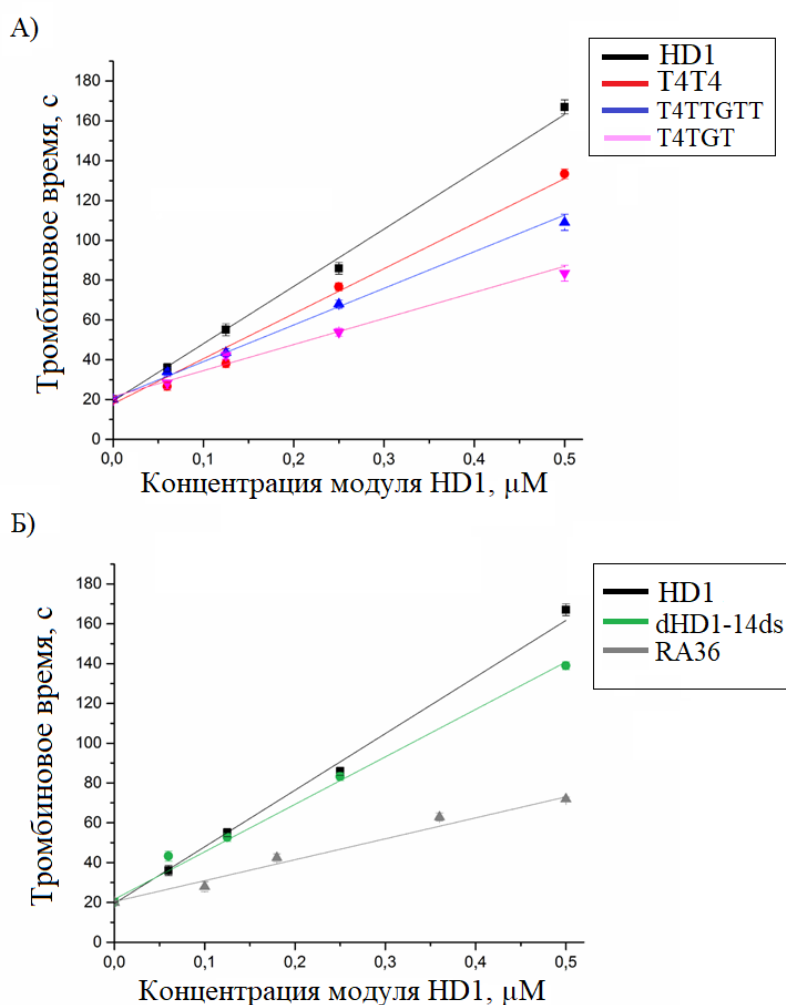 А)
HD1
T4T4
T4TTGTT
T4TGT
Тромбиновое время, с
180
160
140
120
100
80
60
40
20
0
0,0 0,1 0,2 0,3 0,4 0,5
Концентрация модуля HD1, µM
Б)
HD1
dHD1-14ds
RA36
Тромбиновое время, с
180
160
140
120
100
80
60
40
20
0
0,0 0,1 0,2 0,3 0,4 0,5
Концентрация модуля HD1, µM